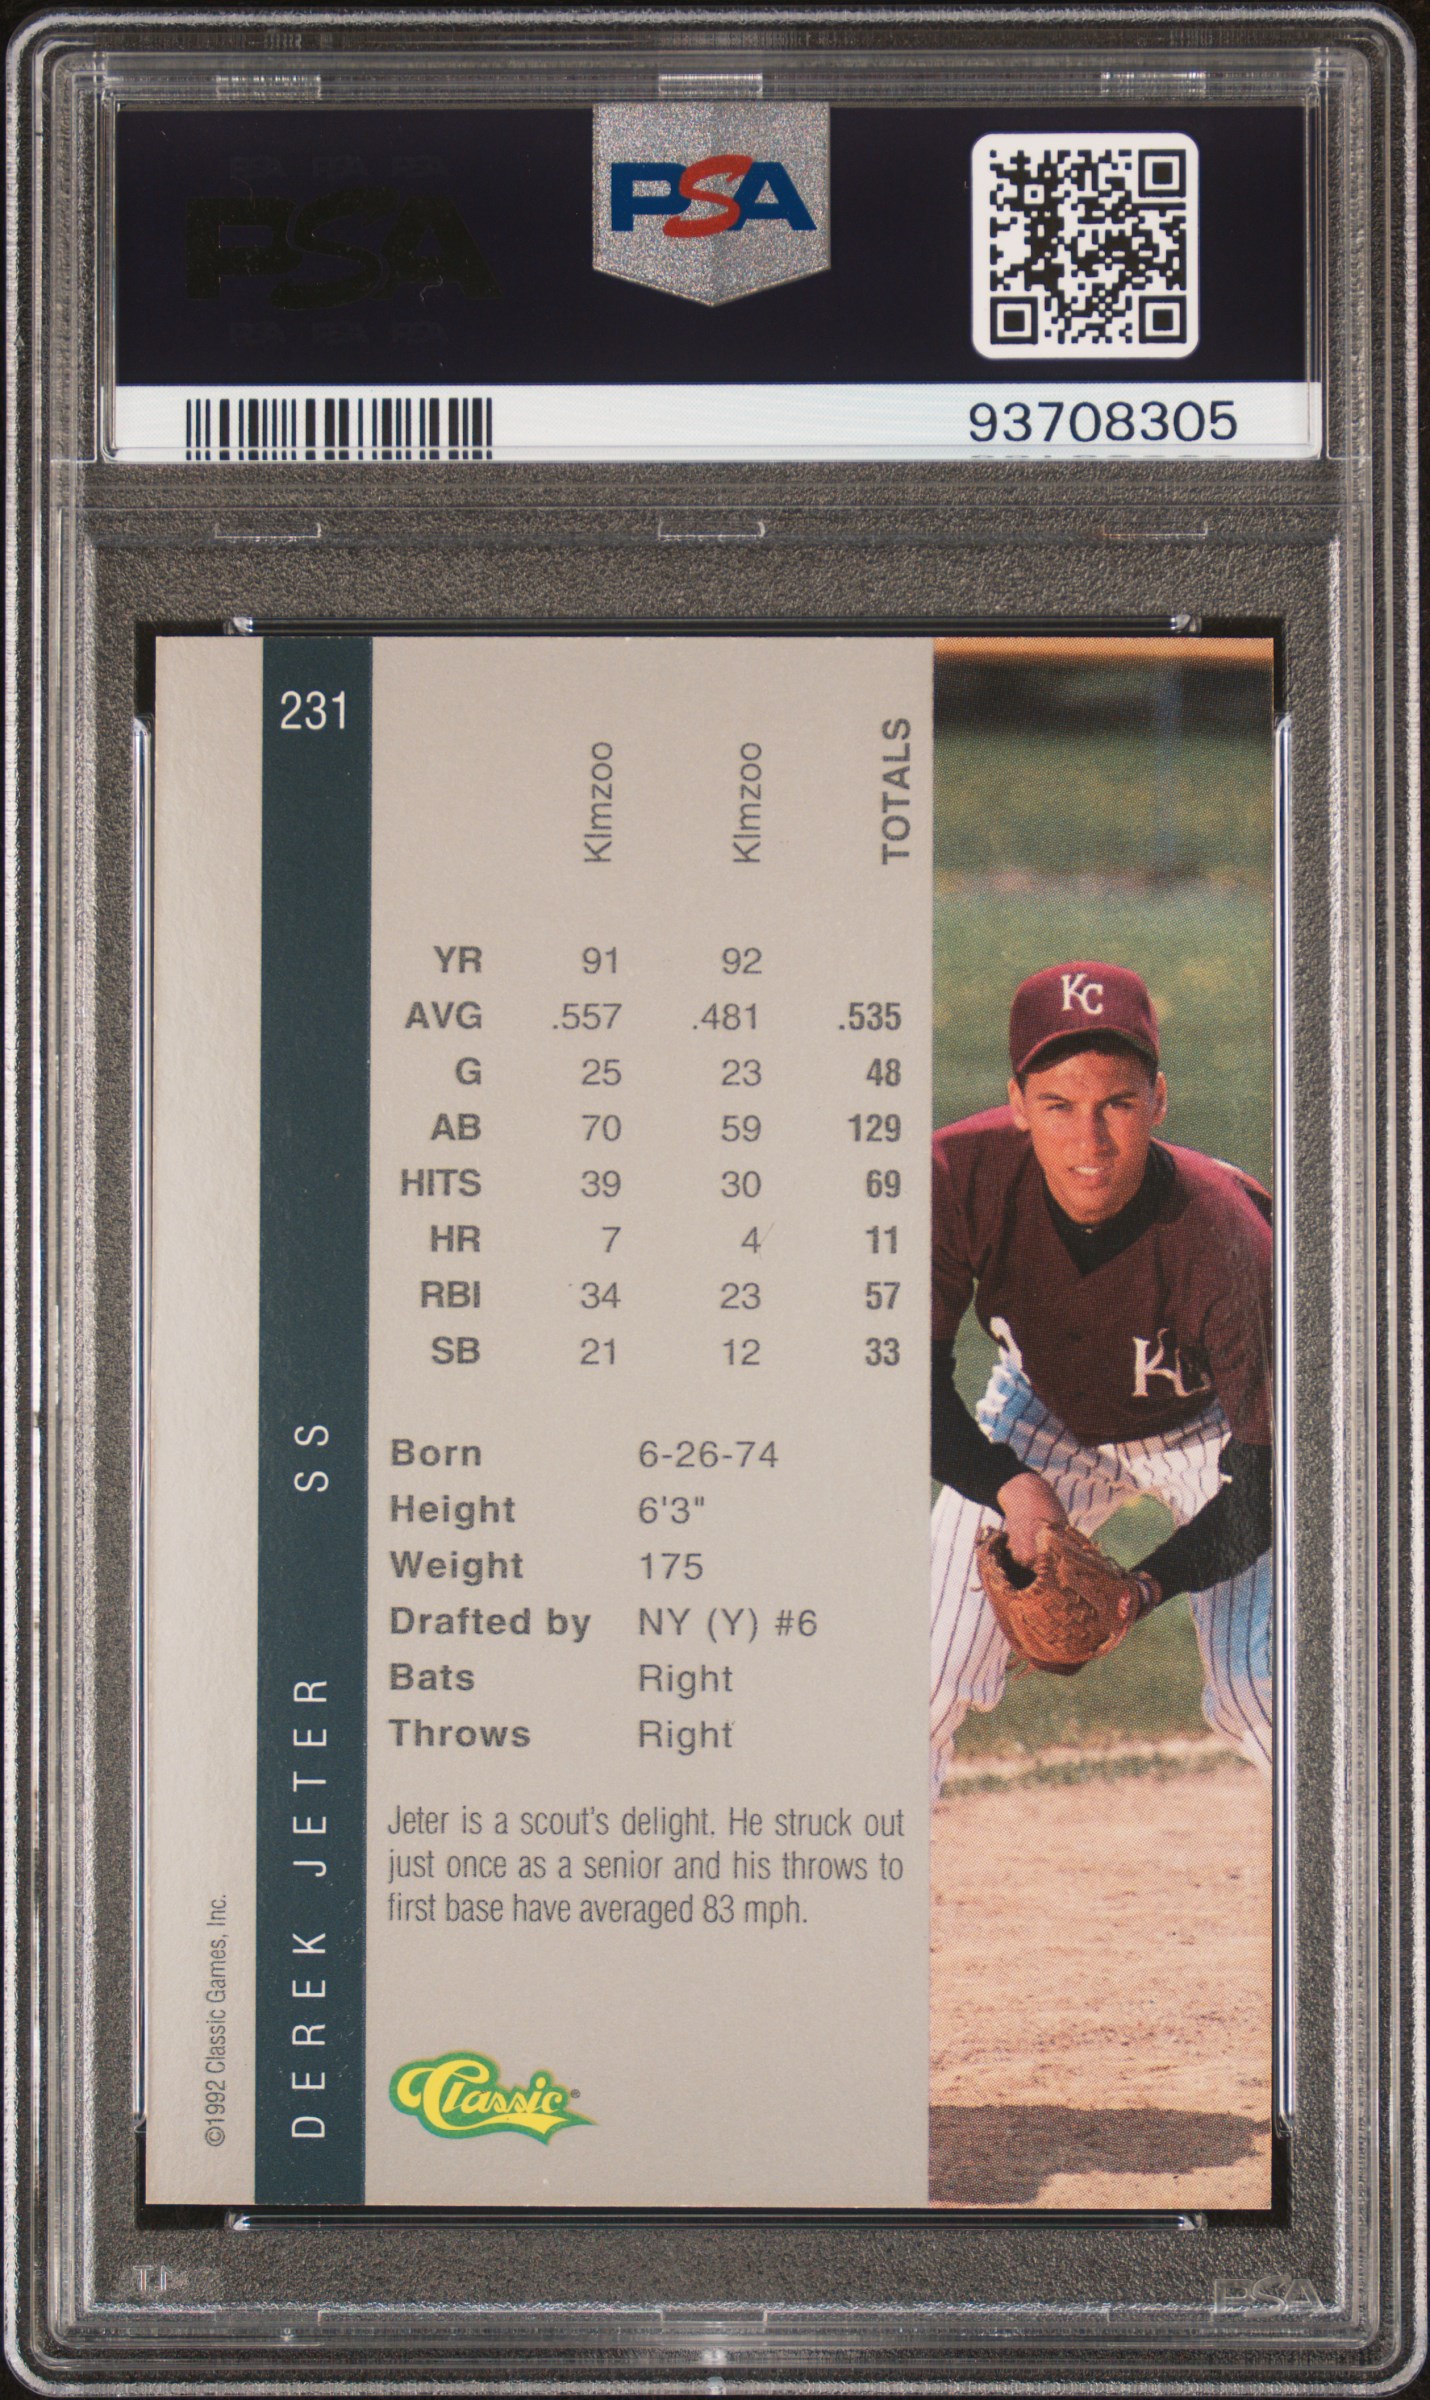 PSA
PSA
93708305
231
Klmzoo Klmzoo TOTALS
YR 91 92
AVG .557 .481 .535
G 25 23 48
AB 70 59 129
HITS 39 30 69
HR 7 4 11
RBI 34 23 57
SB 21 12 33
Born 6-26-74
Height 6'3"
Weight 175
Drafted by NY (Y) #6
Bats Right
Throws Right
Jeter is a scout's delight. He struck out
just once as a senior and his throws to
first base have averaged 83 mph.
Classic®
DEREK JETER SS
©1992 Classic Games, Inc.
KC
KC
PSA